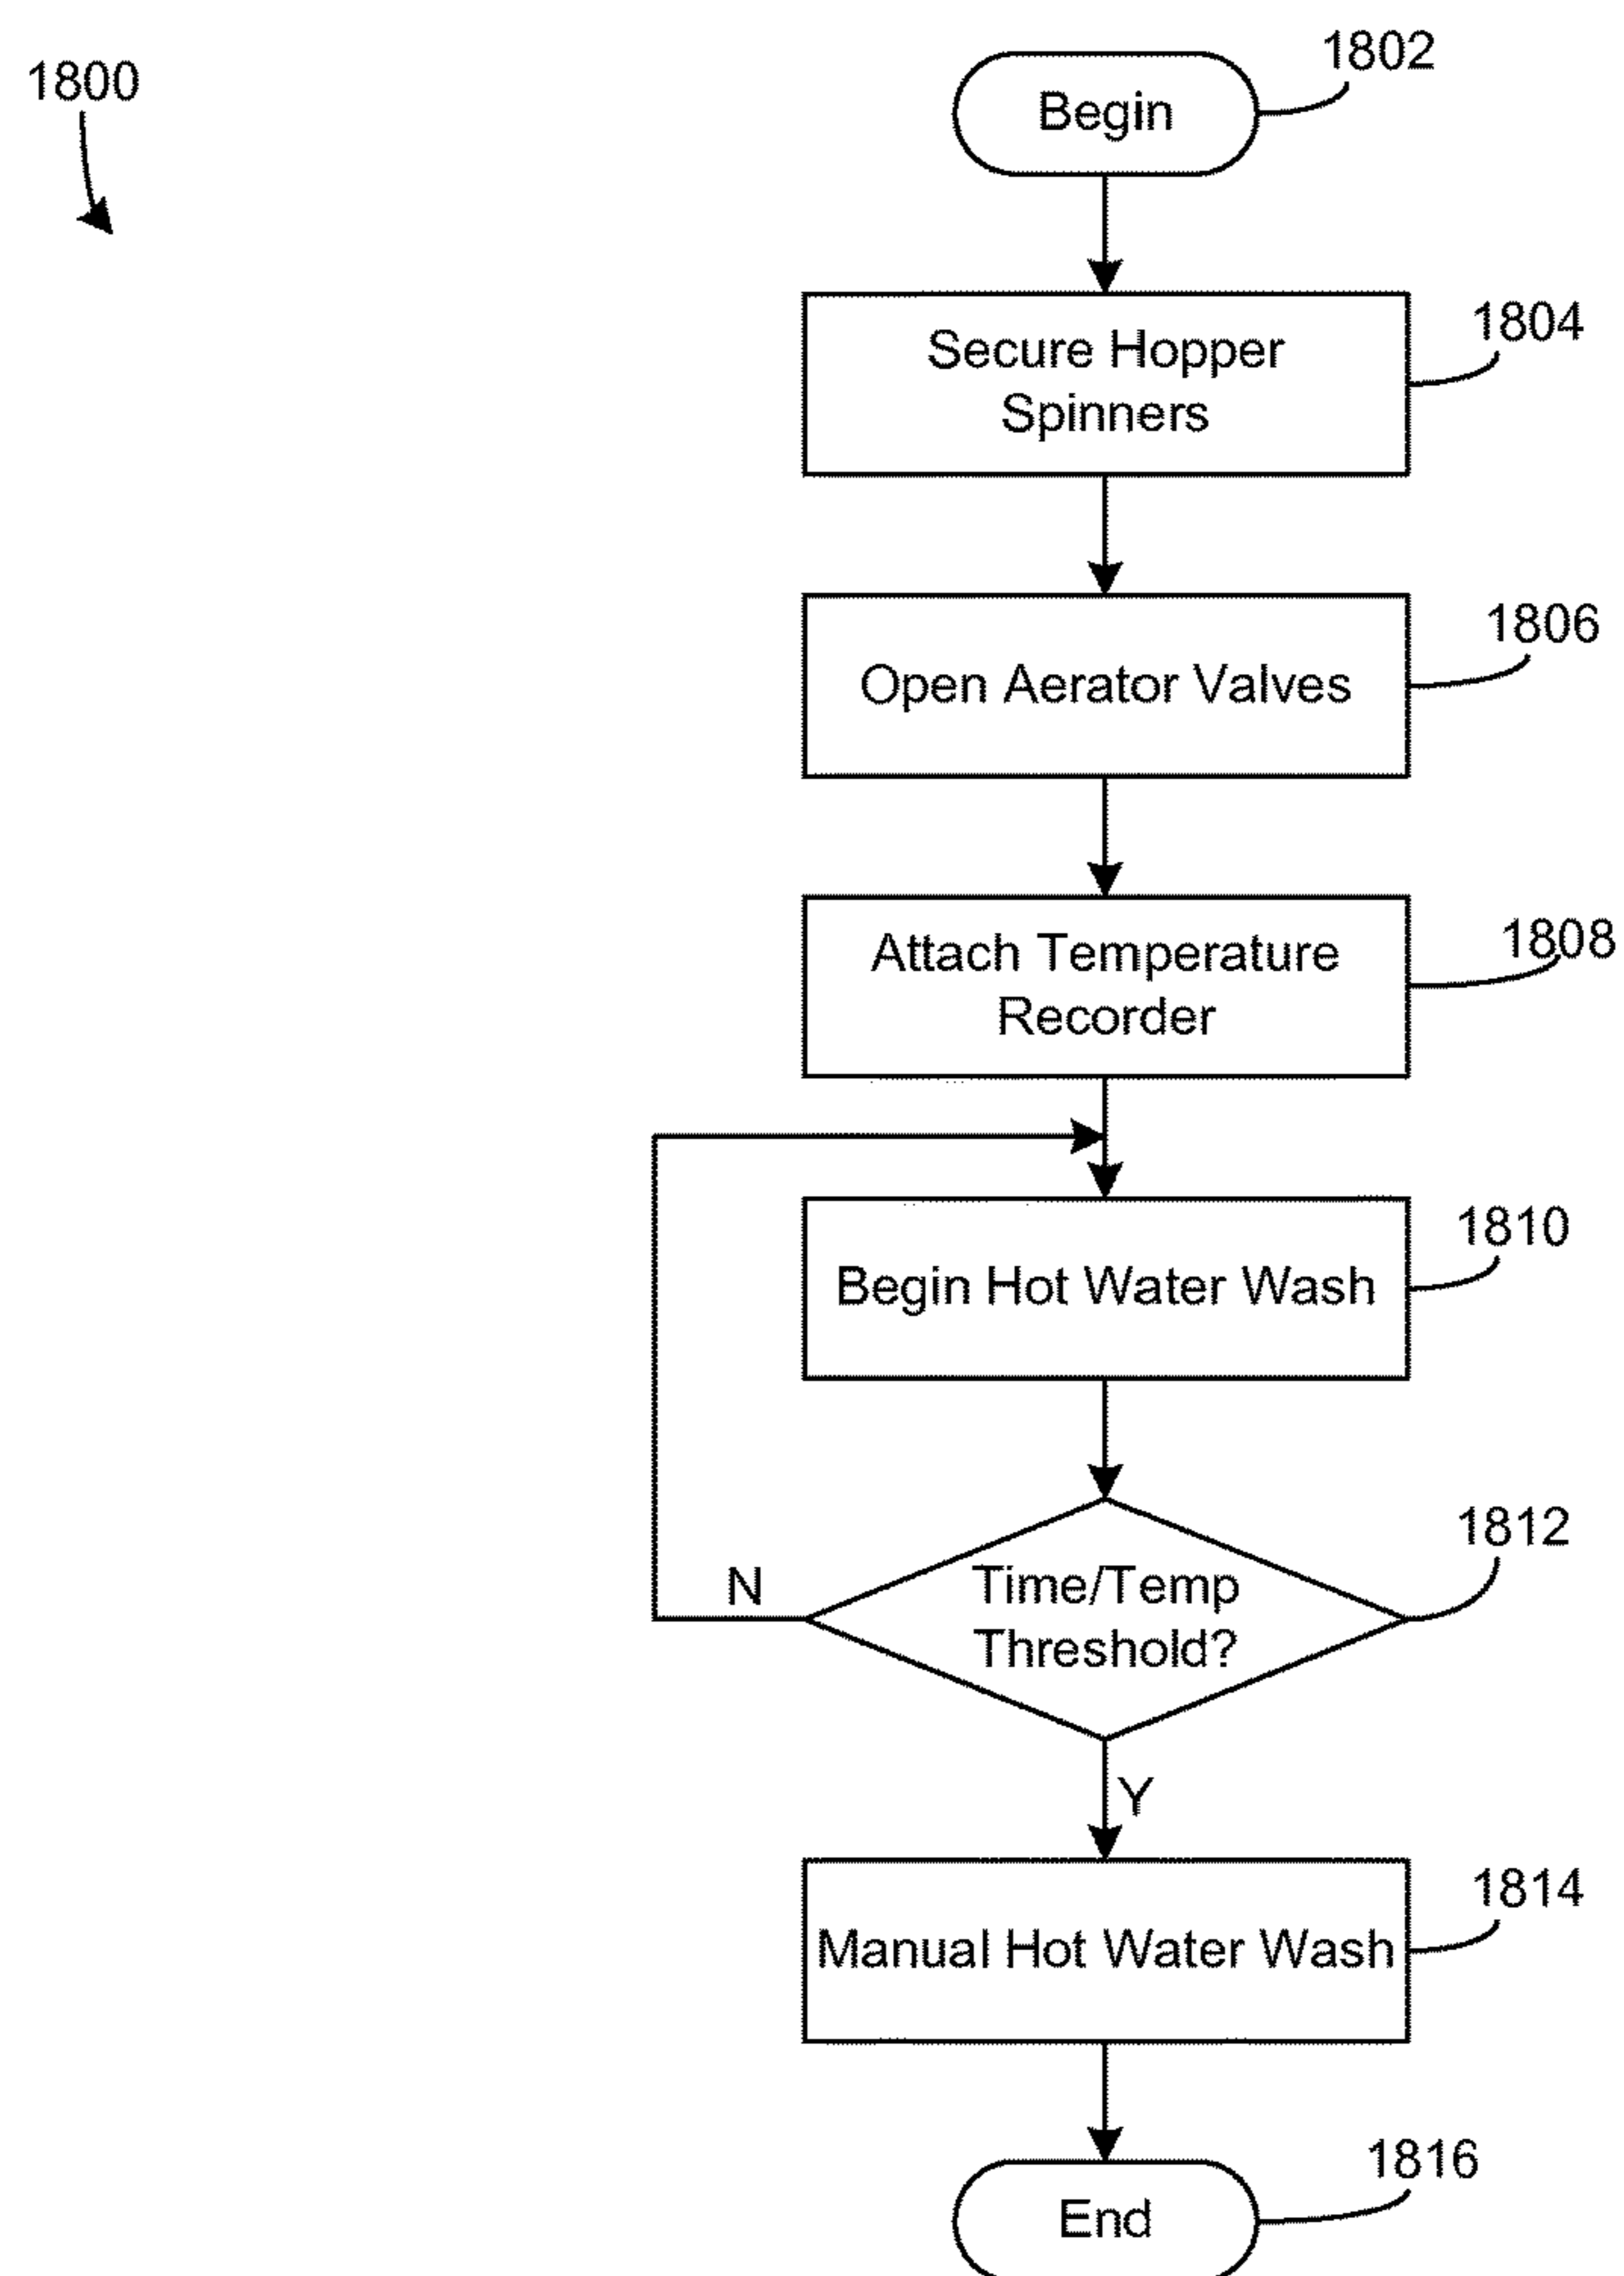 1800
1802
Begin
1804
Secure Hopper
Spinners
1806
Open Aerator Valves
1808
Attach Temperature
Recorder
1810
Begin Hot Water Wash
1812
Time/Temp
Threshold?
N
Y
1814
Manual Hot Water Wash
1816
End